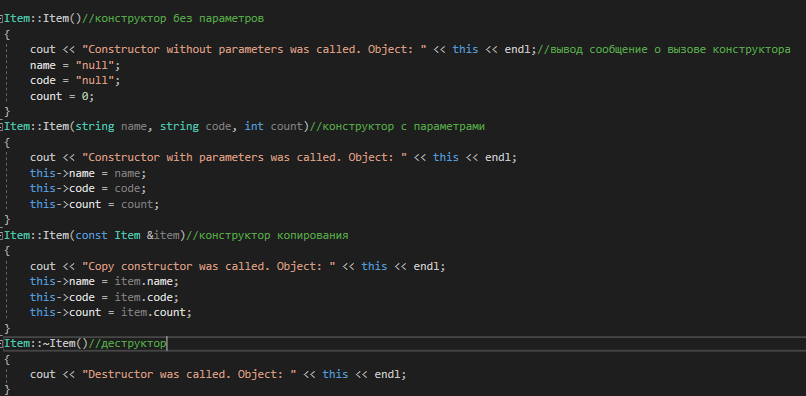 Item::Item()//конструктор без параметров
{
cout << "Constructor without parameters was called. Object: " << this << endl;//вывод сообщение о вызове конструктора
name = "null";
code = "null";
count = 0;
}
Item::Item(string name, string code, int count)//конструктор с параметрами
{
cout << "Constructor with parameters was called. Object: " << this << endl;
this->name = name;
this->code = code;
this->count = count;
}
Item::Item(const Item &item)//конструктор копирования
{
cout << "Copy constructor was called. Object: " << this << endl;
this->name = item.name;
this->code = item.code;
this->count = item.count;
}
Item::~Item()//деструктор
{
cout << "Destructor was called. Object: " << this << endl;
}